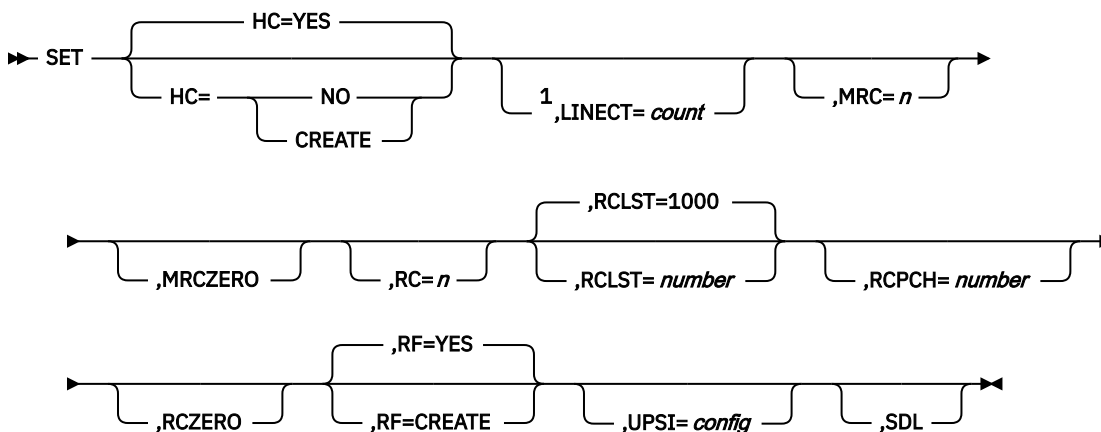 HC=YES
SET
HC= NO
CREATE
1 ,LINECT= count
,MRC= n
,RCLST=1000
,MRCZERO
,RC= n
,RCLST= number
,RCPCH= number
,RF=YES
,RCZERO
,RF=CREATE
,UPSI= config
,SDL